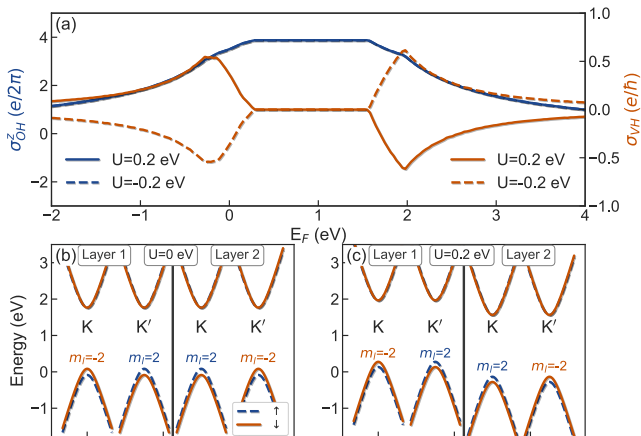 (a)
4
2
0
−2
σ^z_OH (e/2π)
1.0
0.5
0.0
−0.5
−1.0
σ_VH (e/ħ)
U=0.2 eV
U=-0.2 eV
U=0.2 eV
U=-0.2 eV
−2 −1 0 1 2 3 4
E_F (eV)
(b) Layer 1 U=0 eV Layer 2
3
2
1
0
−1
Energy (eV)
K K′ K K′
m_l=-2 m_l=2 m_l=2 m_l=-2
↑
↓
(c) Layer 1 U=0.2 eV Layer 2
3
2
1
0
−1
K K′ K K′
m_l=-2 m_l=2 m_l=2 m_l=-2